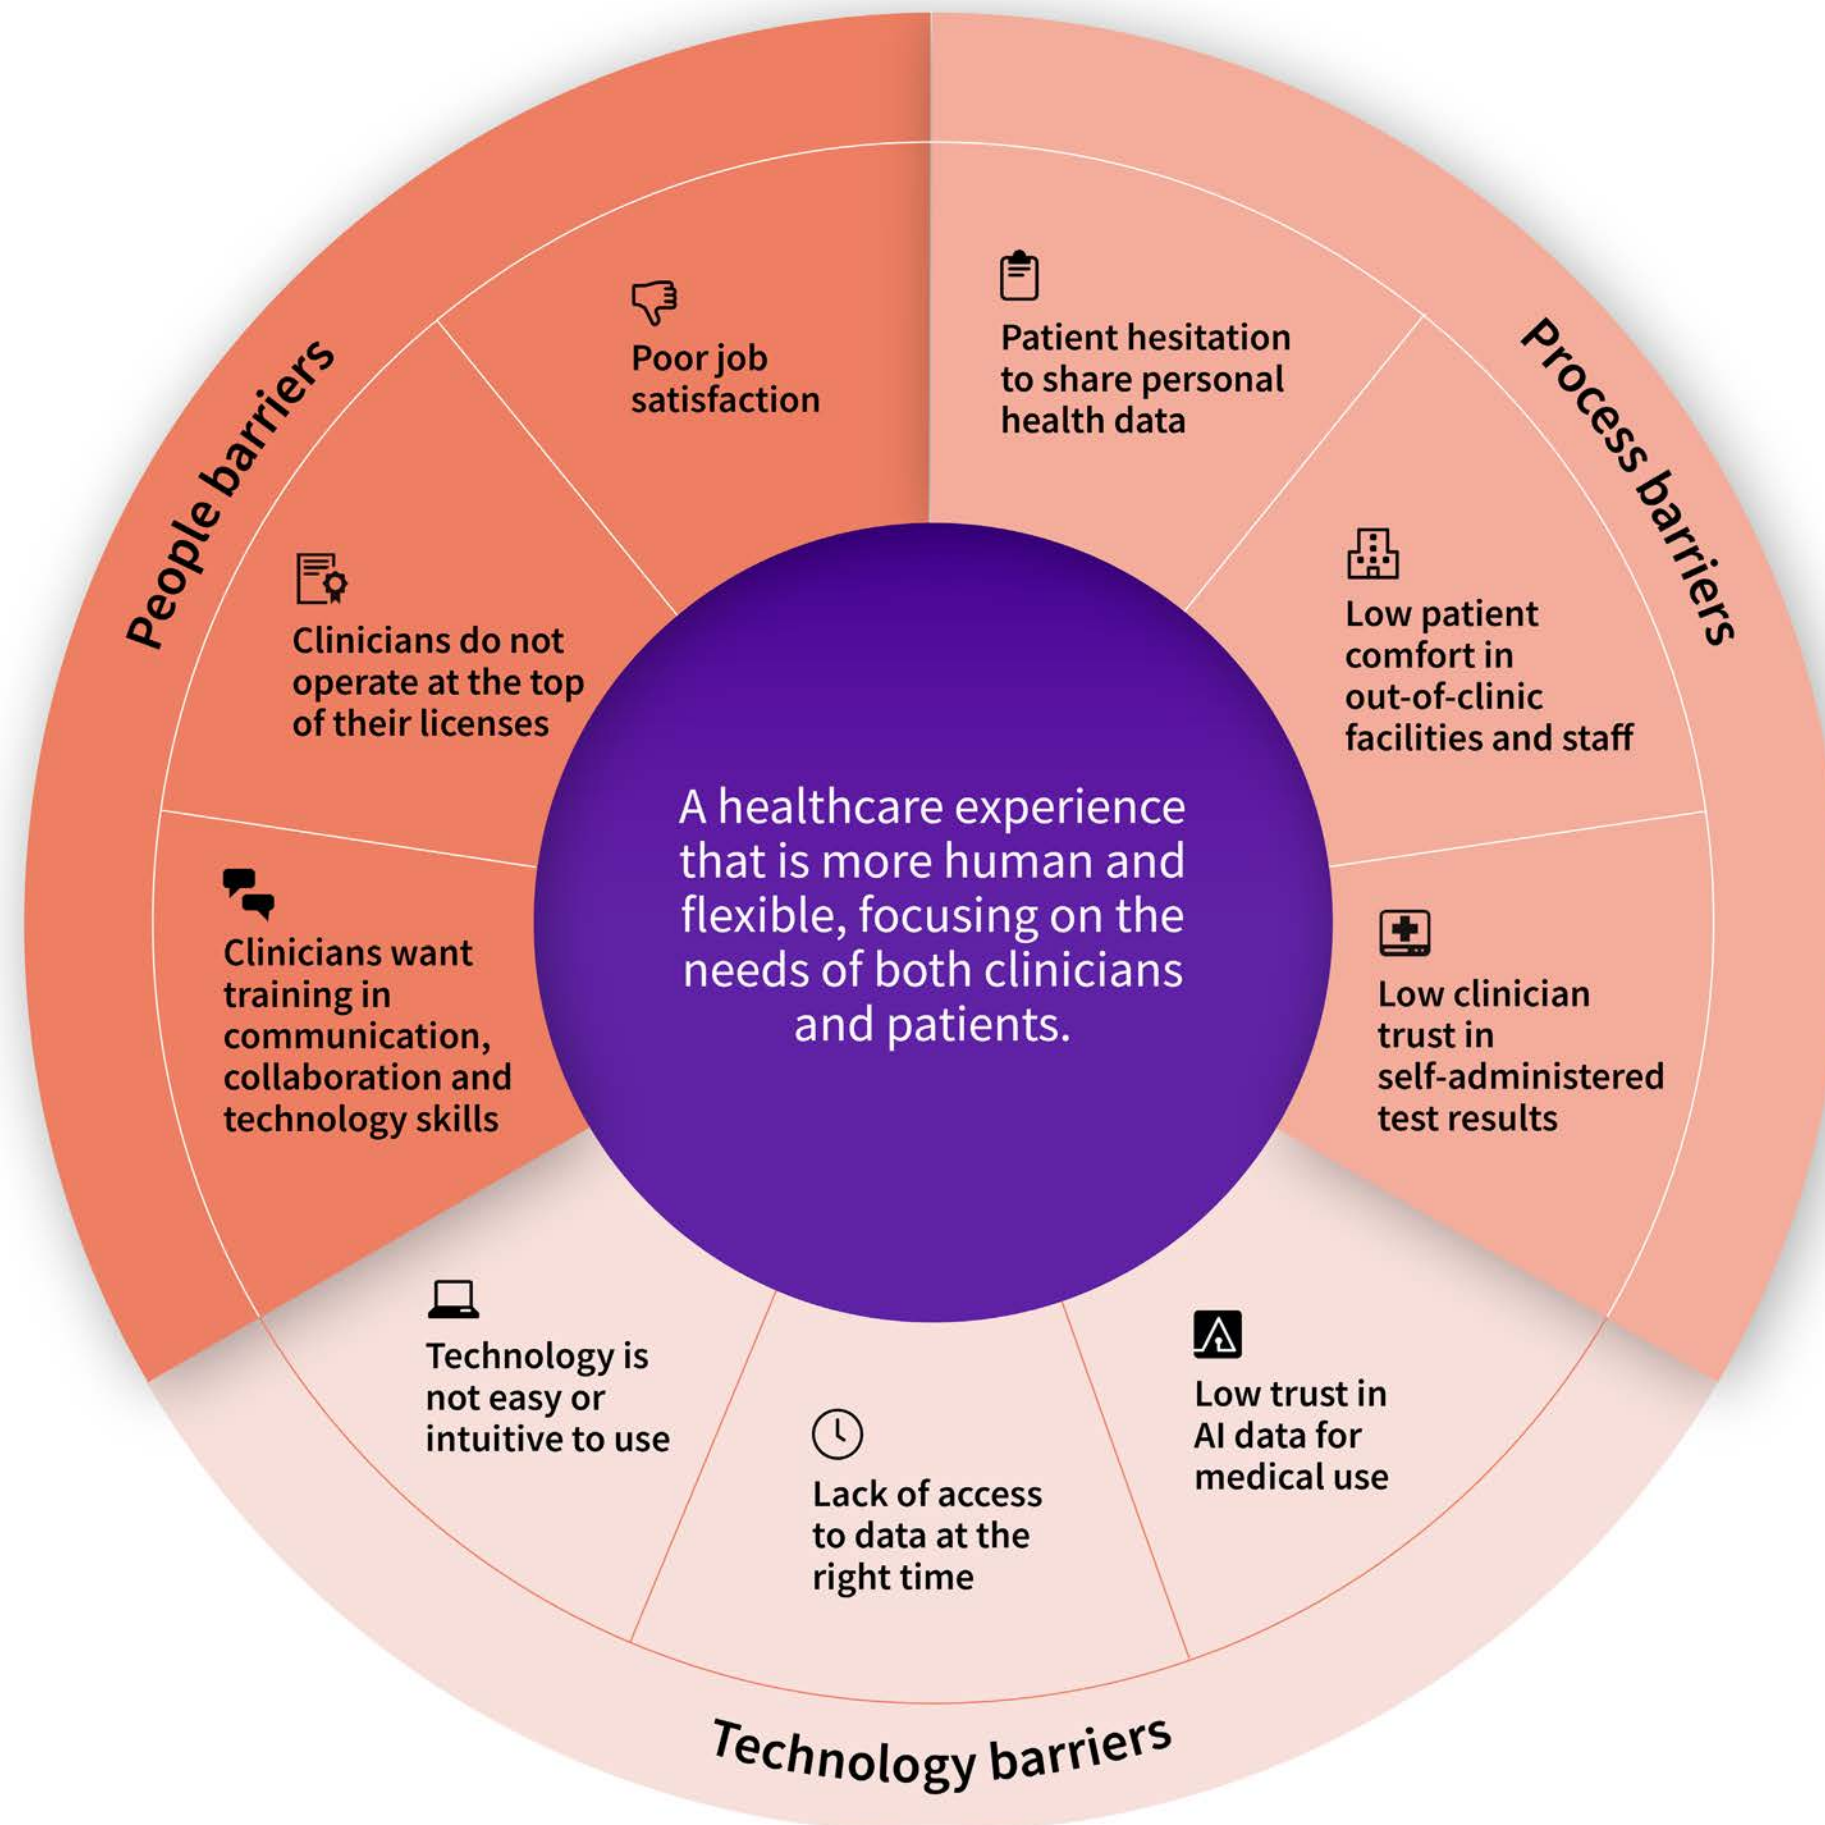 People barriers
Poor job
satisfaction
Clinicians do not
operate at the top
of their licenses
Clinicians want
training in
communication,
collaboration and
technology skills
Process barriers
Patient hesitation
to share personal
health data
Low patient
comfort in
out-of-clinic
facilities and staff
Low clinician
trust in
self-administered
test results
A healthcare experience
that is more human and
flexible, focusing on the
needs of both clinicians
and patients.
Technology is
not easy or
intuitive to use
Lack of access
to data at the
right time
Low trust in
AI data for
medical use
Technology barriers